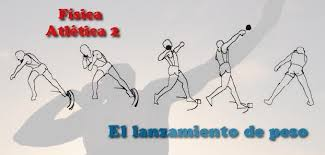 Física
Atlética 2
El lanzamiento de peso